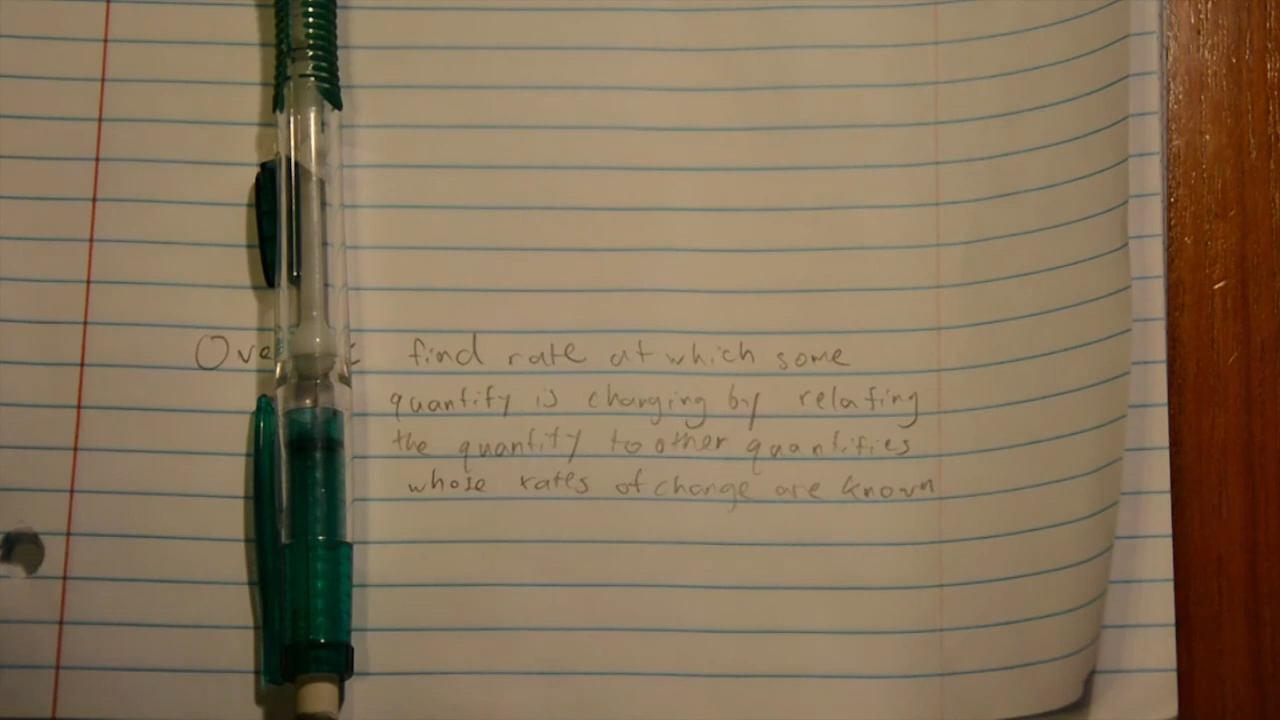 find rate at which some
quantity is changing by relating
the quantity to other quantities
whose rates of change are known